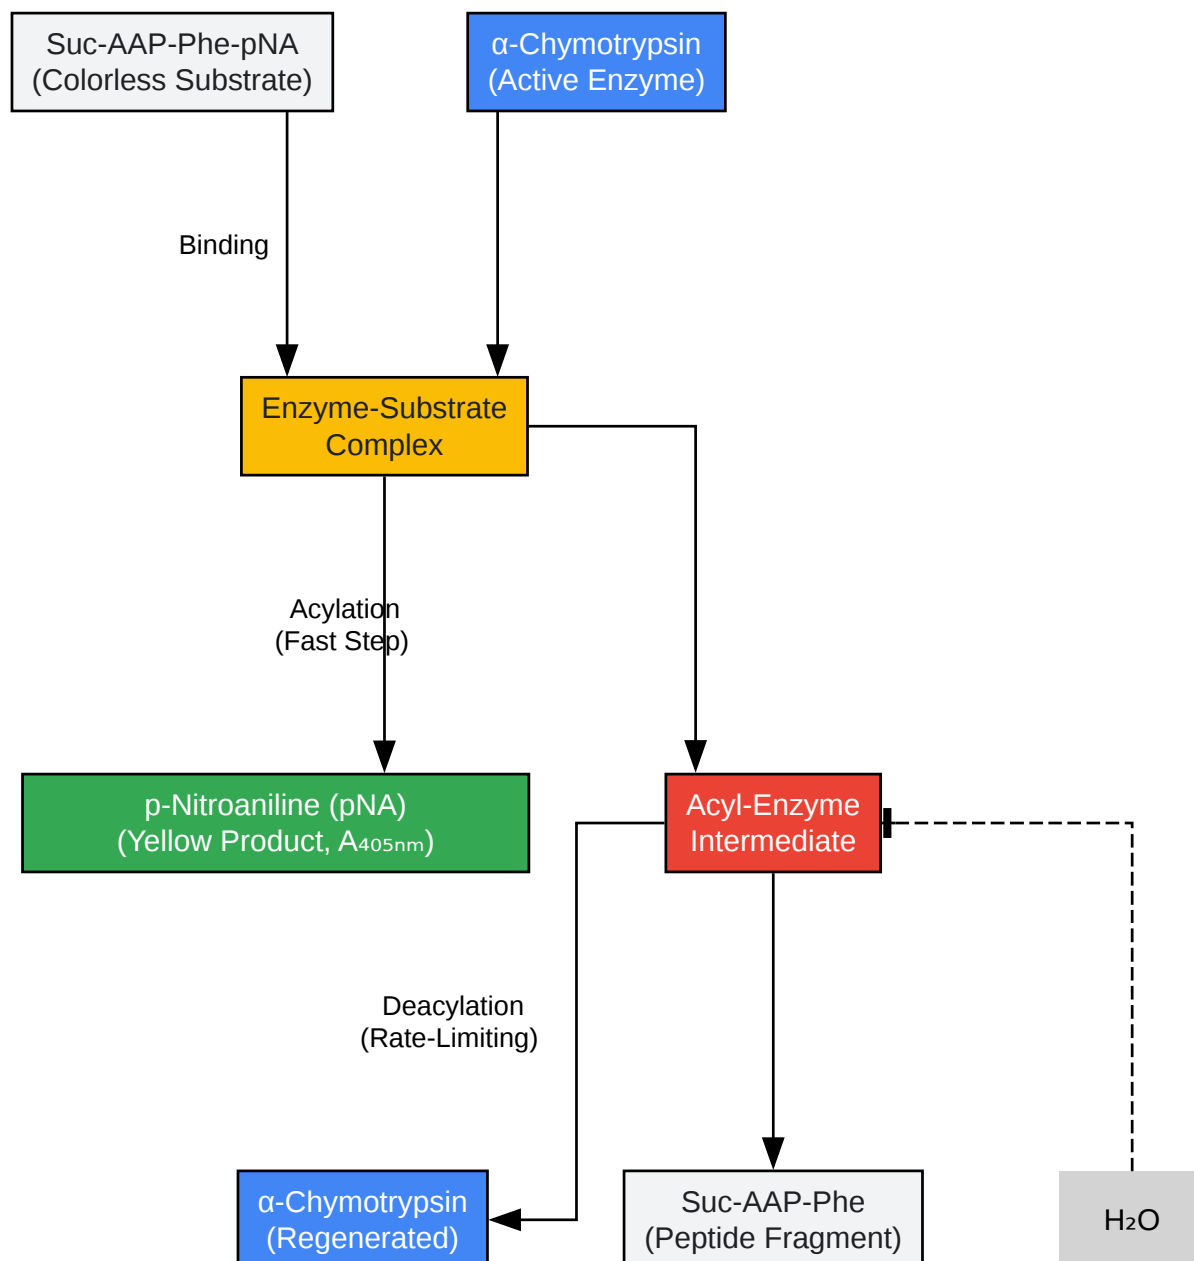 Suc-AAP-Phe-pNA
(Colorless Substrate)
α-Chymotrypsin
(Active Enzyme)
Binding
Enzyme-Substrate
Complex
Acylation
(Fast Step)
p-Nitroaniline (pNA)
(Yellow Product, A₄₀₅ₙₘ)
Acyl-Enzyme
Intermediate
Deacylation
(Rate-Limiting)
α-Chymotrypsin
(Regenerated)
Suc-AAP-Phe
(Peptide Fragment)
H₂O